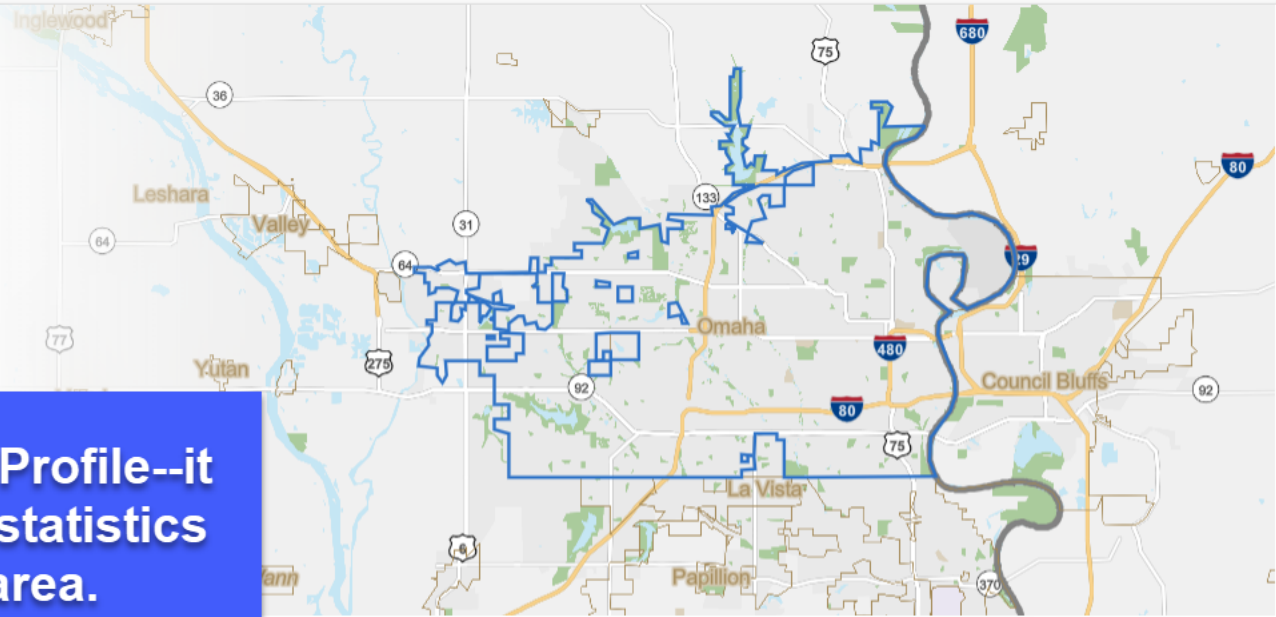 Inglewood
680
75
36
80
Leshara
133
Valley
31
64
64
29
77
Omaha
480
Yutan
275
Council Bluffs
92
92
80
75
Profile--it
statistics
area.
La Vista
6
Papillion
370